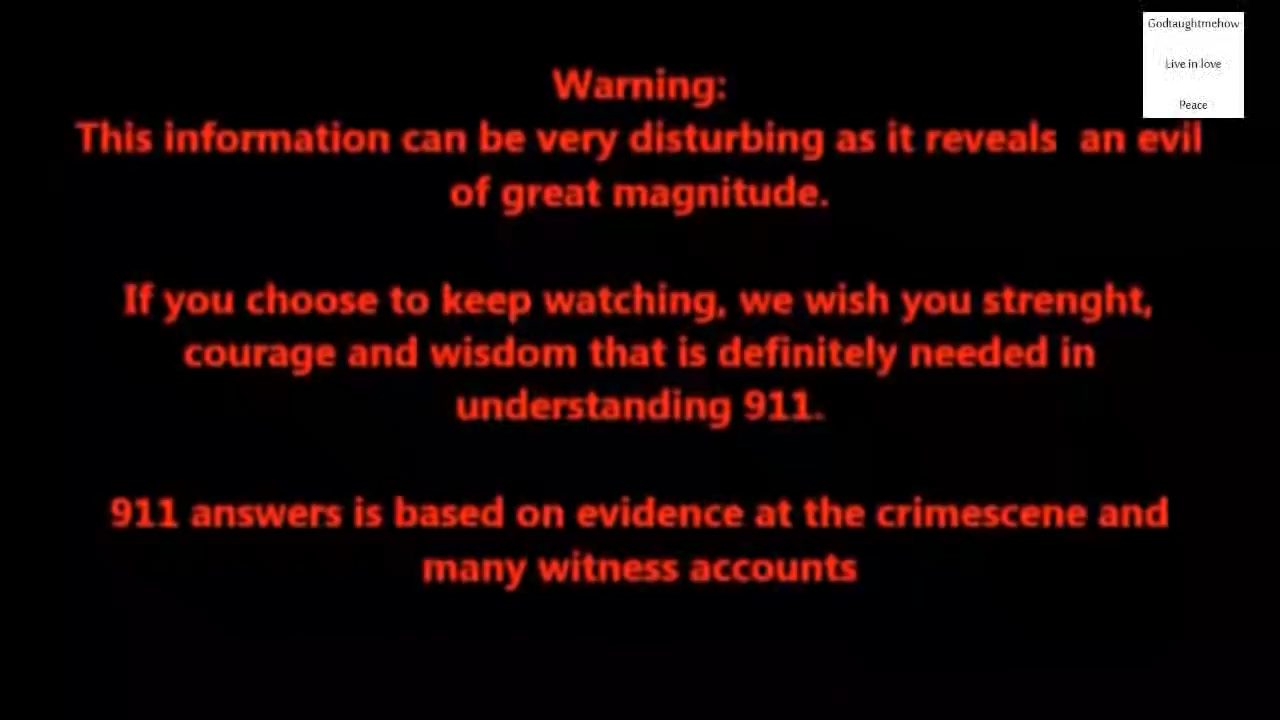 Godtaughtmehow
Live in love
Peace
Warning:
This information can be very disturbing as it reveals an evil
of great magnitude.
If you choose to keep watching, we wish you strenght,
courage and wisdom that is definitely needed in
understanding 911.
911 answers is based on evidence at the crimescene and
many witness accounts